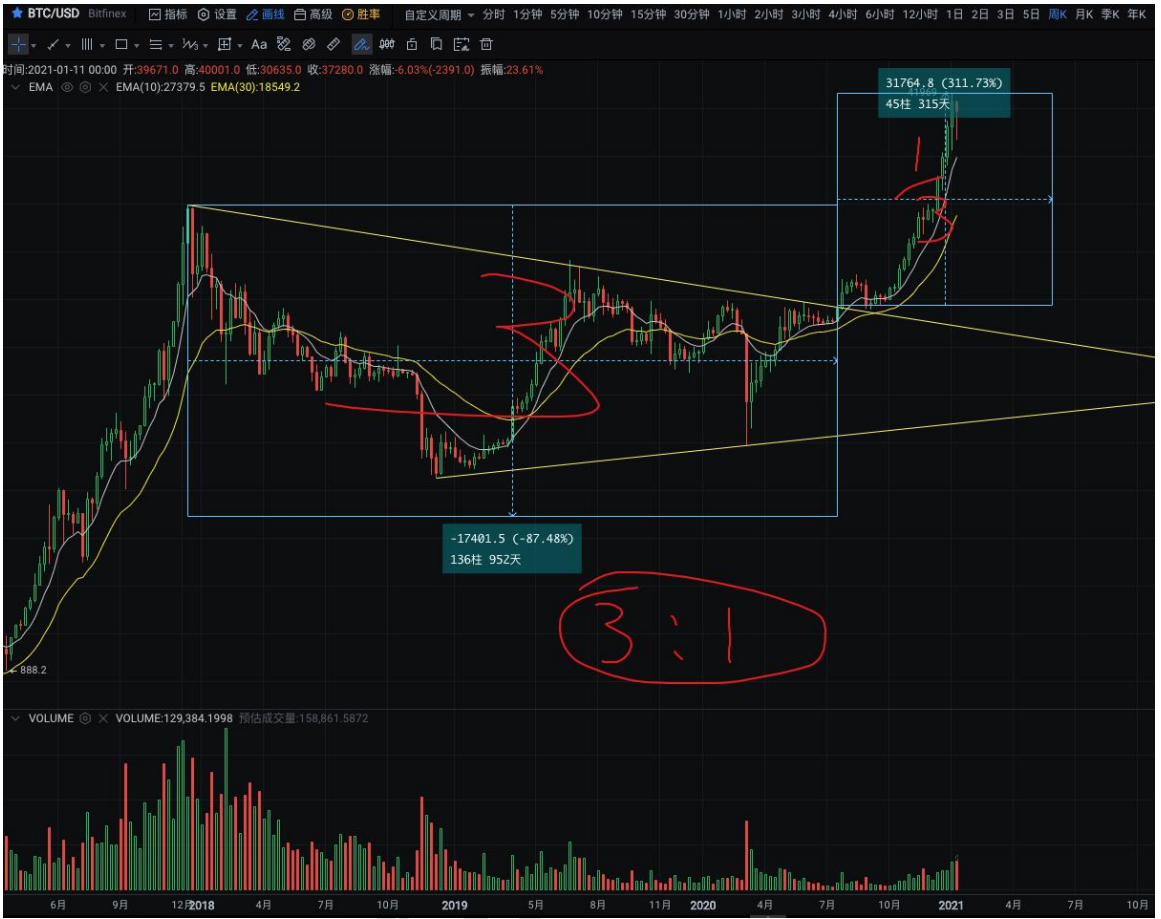 BTC/USD Bitfinex 指标 设置 画线 高级 胜率 自定义周期 分时 1分钟 5分钟 10分钟 15分钟 30分钟 1小时 2小时 3小时 4小时 6小时 12小时 1日 2日 3日 5日 周K 月K 季K 年K
Aa
时间:2021-01-11 00:00 开:39671.0 高:40001.0 低:30635.0 收:37280.0 涨幅:-6.03%(-2391.0) 振幅:23.61%
EMA EMA(10):27379.5 EMA(30):18549.2
31764.8 (311.73%)
41969
45柱 315天
1
3
3
-17401.5 (-87.48%)
136柱 952天
3:1
888.2
VOLUME VOLUME:129,384.1998 预估成交量:158,861.5872
6月 9月 12月 2018 4月 7月 10月 2019 5月 8月 11月 2020 4月 7月 10月 2021 4月 7月 10月